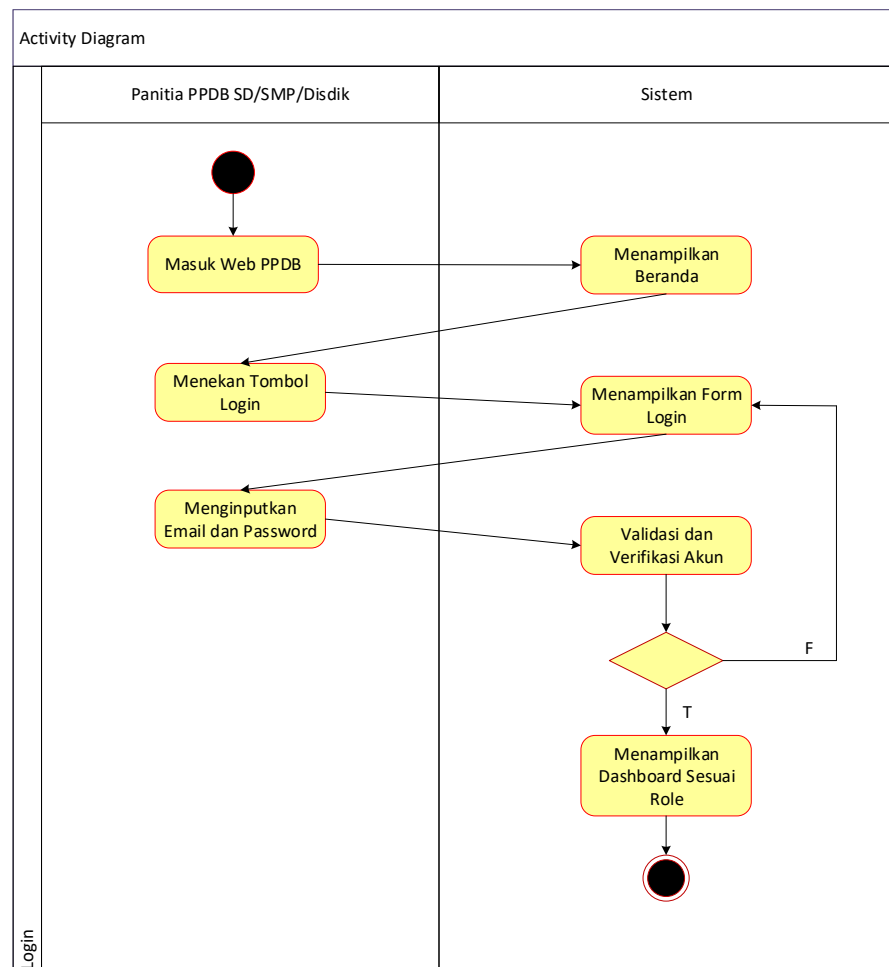 Activity Diagram
Panitia PPDB SD/SMP/Disdik
Sistem
Masuk Web PPDB
Menampilkan
Beranda
Menekan Tombol
Login
Menampilkan Form
Login
Menginputkan
Email dan Password
Validasi dan
Verifikasi Akun
F
T
Menampilkan
Dashboard Sesuai
Role
Login